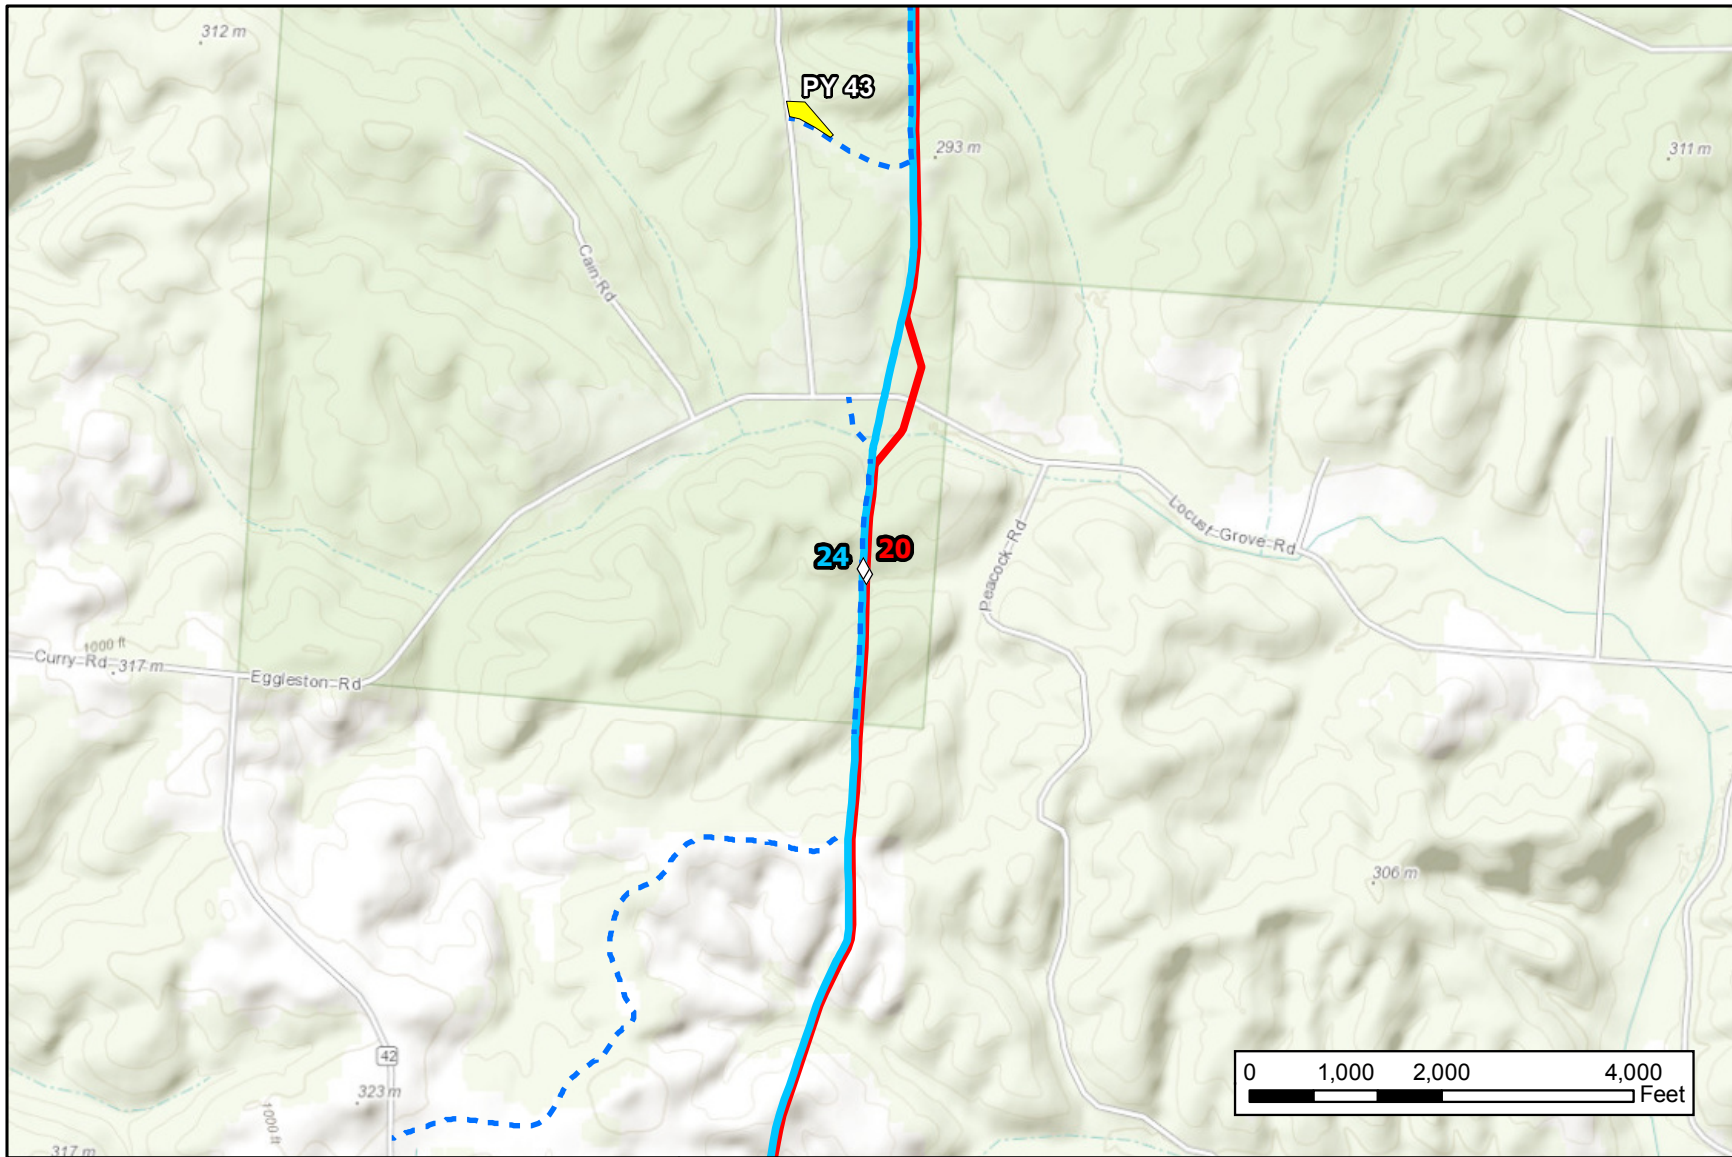 312 m
PY 43
293 m
311 m
Cain Rd
Locust Grove Rd
Peacock Rd
24
20
1000 ft
Curry Rd
317 m
Eggleston Rd
306 m
42
323 m
1000 ft
317 m
0 1,000 2,000 4,000
Feet